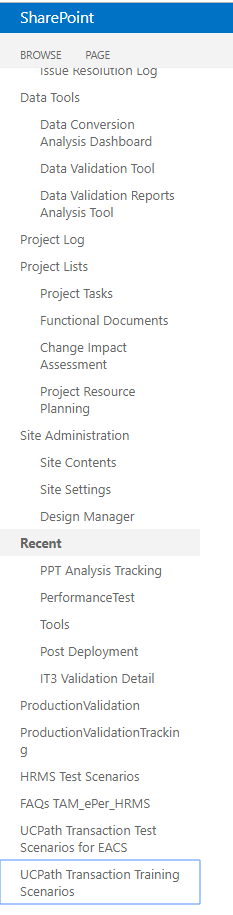 SharePoint
BROWSE PAGE
Issue Resolution Log
Data Tools
Data Conversion
Analysis Dashboard
Data Validation Tool
Data Validation Reports
Analysis Tool
Project Log
Project Lists
Project Tasks
Functional Documents
Change Impact
Assessment
Project Resource
Planning
Site Administration
Site Contents
Site Settings
Design Manager
Recent
PPT Analysis Tracking
PerformanceTest
Tools
Post Deployment
IT3 Validation Detail
ProductionValidation
ProductionValidationTrackin
g
HRMS Test Scenarios
FAQs TAM_ePer_HRMS
UCPath Transaction Test
Scenarios for EACS
UCPath Transaction Training
Scenarios